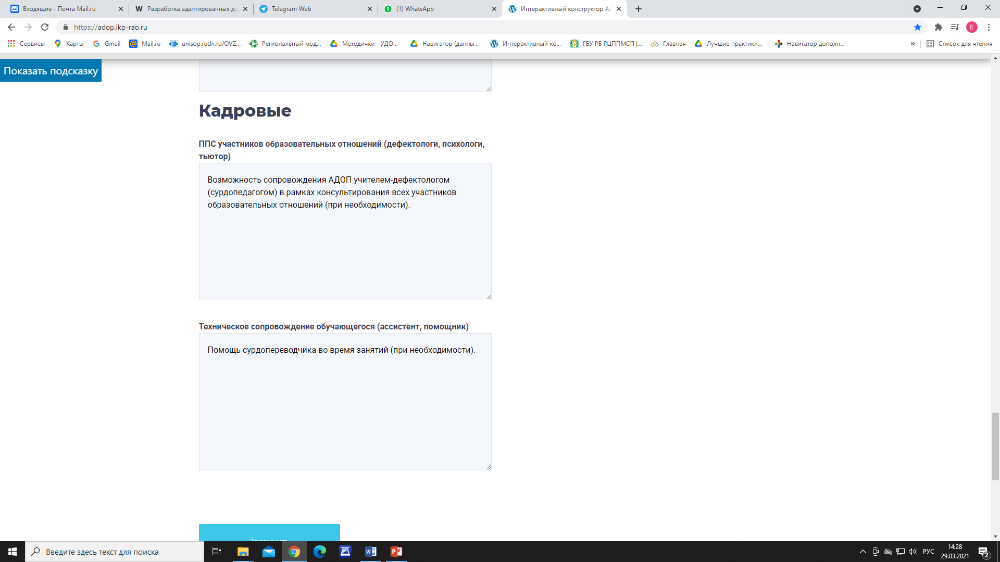 Входящие - Почта Mail.ru
Разработка адаптированных до
Telegram Web
(1) WhatsApp
Интерактивный конструктор АД
https://adop.ikp-rao.ru
E
Сервисы
Карты
Gmail
Mail.ru
unisop.rudn.ru/OVZ...
Региональный мод...
Методички - УДО...
Навигатор (данны...
Интерактивный ко...
ГБУ РБ РЦППМСП |...
Главная
Лучшие практики...
Навигатор дополн...
»
Список для чтения
Показать подсказку
Кадровые
ППС участников образовательных отношений (дефектологи, психологи,
тьютор)
Возможность сопровождения АДОП учителем-дефектологом
(сурдопедагогом) в рамках консультирования всех участников
образовательных отношений (при необходимости).
Техническое сопровождение обучающегося (ассистент, помощник)
Помощь сурдопереводчика во время занятий (при необходимости).
Закончить
Введите здесь текст для поиска
РУС
14:28
29.03.2021
2